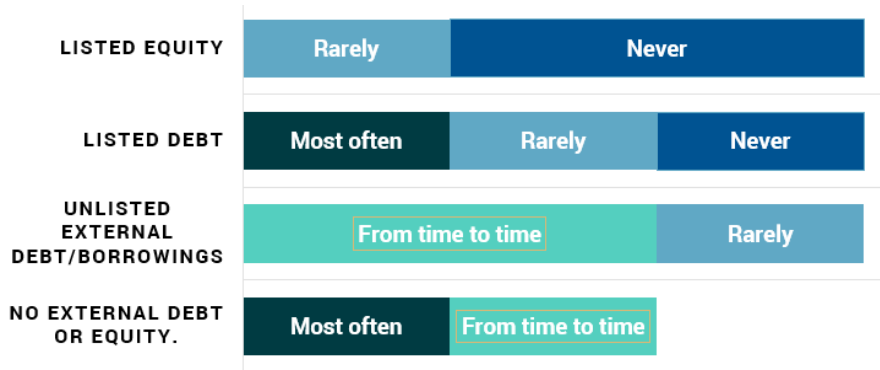 LISTED EQUITY
Rarely
Never
LISTED DEBT
Most often
Rarely
Never
UNLISTED
EXTERNAL
DEBT/BORROWINGS
From time to time
Rarely
NO EXTERNAL DEBT
OR EQUITY.
Most often
From time to time